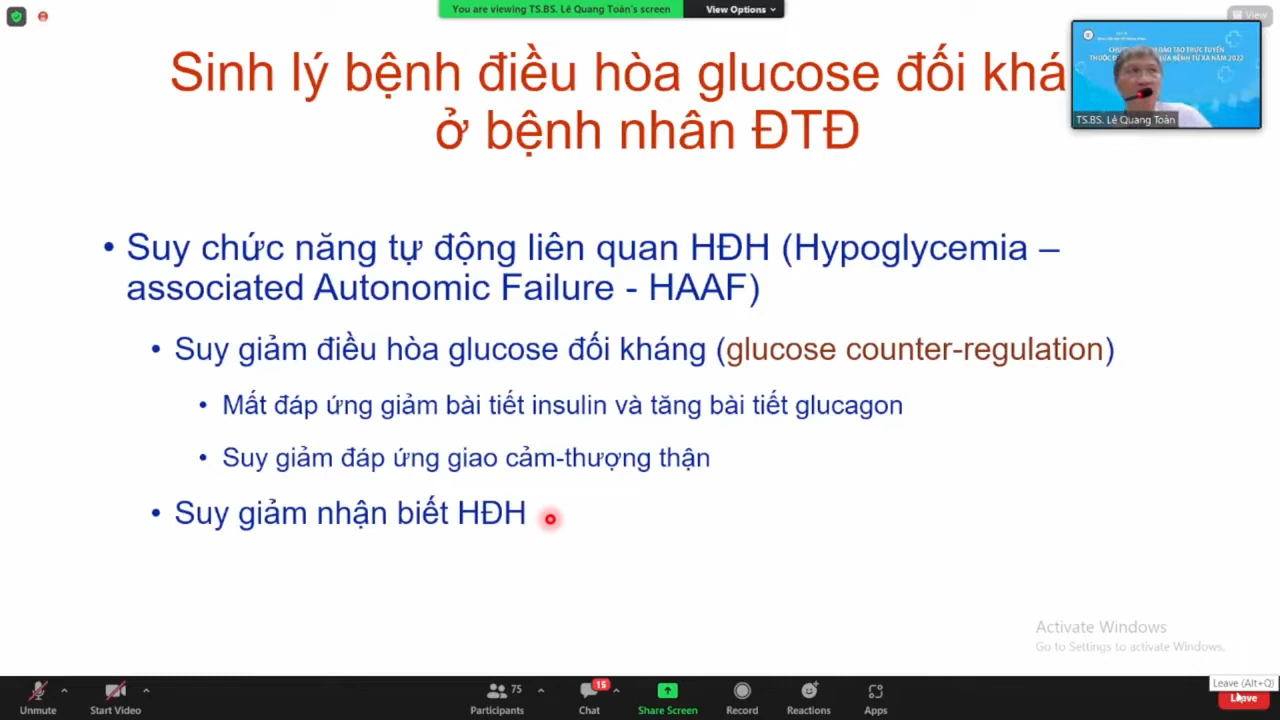 You are viewing TS.BS. Lê Quang Toàn's screen
View Options
View
Sinh lý bệnh điều hòa glucose đối khá
ở bệnh nhân ĐTĐ
TS.BS. Lê Quang Toàn
• Suy chức năng tự động liên quan HĐH (Hypoglycemia –
associated Autonomic Failure - HAAF)
• Suy giảm điều hòa glucose đối kháng (glucose counter-regulation)
• Mất đáp ứng giảm bài tiết insulin và tăng bài tiết glucagon
• Suy giảm đáp ứng giao cảm-thượng thận
• Suy giảm nhận biết HĐH
Activate Windows
Go to Settings to activate Windows.
Leave (Alt+Q)
Unmute
Start Video
75
Participants
15
Chat
Share Screen
Record
Reactions
Apps
Leave